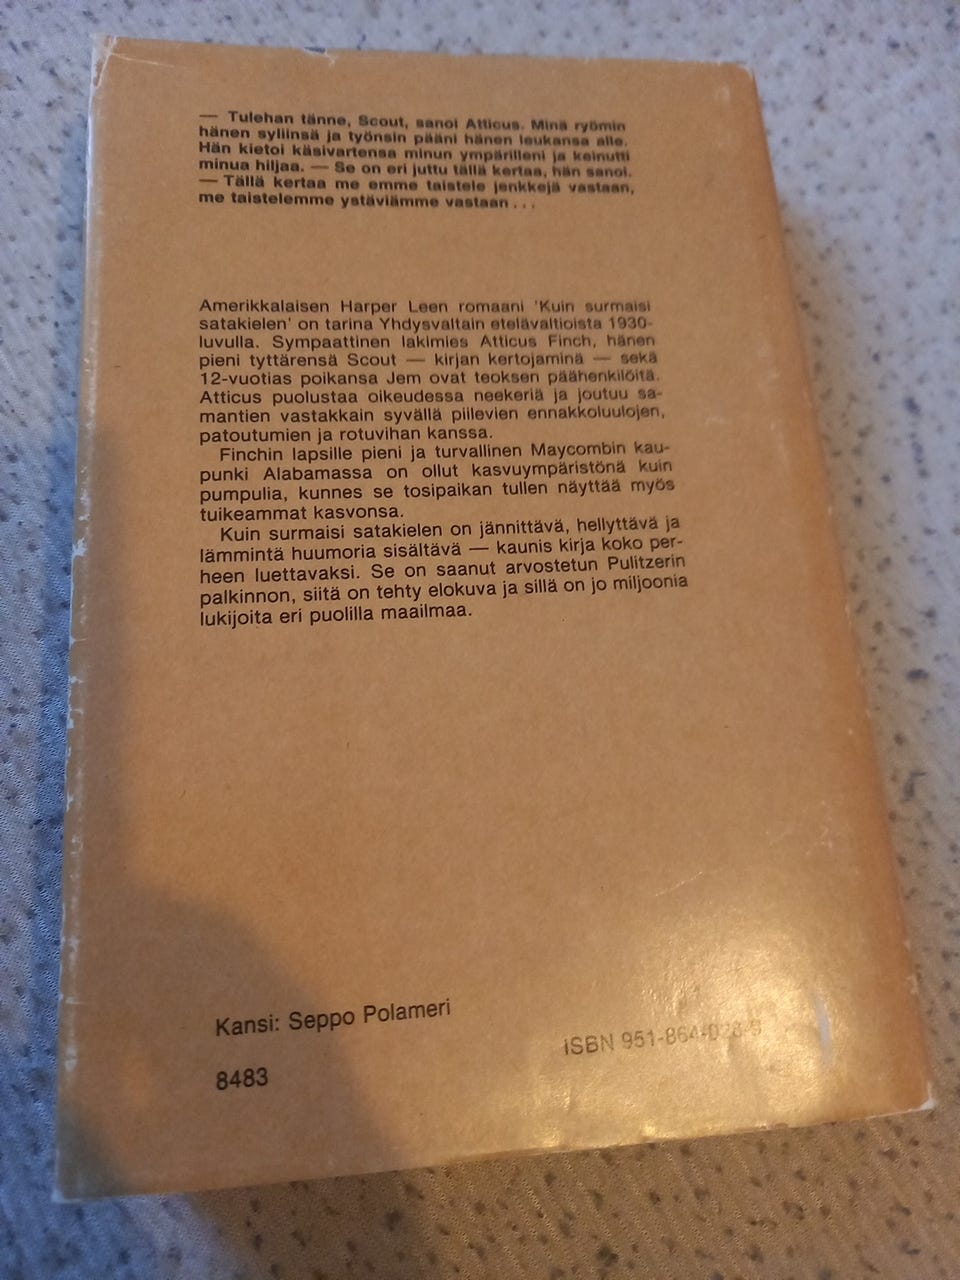 — Tulehan tänne, Scout, sanoi Atticus. Minä ryömin
hänen syliinsä ja työnsin pääni hänen leukansa alle.
Hän kietoi käsivartensa minun ympärilleni ja keinutti
minua hiljaa. — Se on eri juttu tällä kertaa, hän sanoi.
— Tällä kertaa me emme taistele jenkkejä vastaan,
me taistelemme ystäviämme vastaan . . .
Amerikkalaisen Harper Leen romaani 'Kuin surmaisi
satakielen' on tarina Yhdysvaltain etelävaltioista 1930-
luvulla. Sympaattinen lakimies Atticus Finch, hänen
pieni tyttärensä Scout — kirjan kertojaminä — sekä
12-vuotias poikansa Jem ovat teoksen päähenkilöitä.
Atticus puolustaa oikeudessa neekeriä ja joutuu sa-
mantien vastakkain syvällä piilevien ennakkoluulojen,
patoutumien ja rotuvihan kanssa.
Finchin lapsille pieni ja turvallinen Maycombin kau-
punki Alabamassa on ollut kasvuympäristönä kuin
pumpulia, kunnes se tosipaikan tullen näyttää myös
tuikeammat kasvonsa.
Kuin surmaisi satakielen on jännittävä, hellyttävä ja
lämmintä huumoria sisältävä — kaunis kirja koko per-
heen luettavaksi. Se on saanut arvostetun Pulitzerin
palkinnon, siitä on tehty elokuva ja sillä on jo miljoonia
lukijoita eri puolilla maailmaa.
Kansi: Seppo Polameri
8483
ISBN